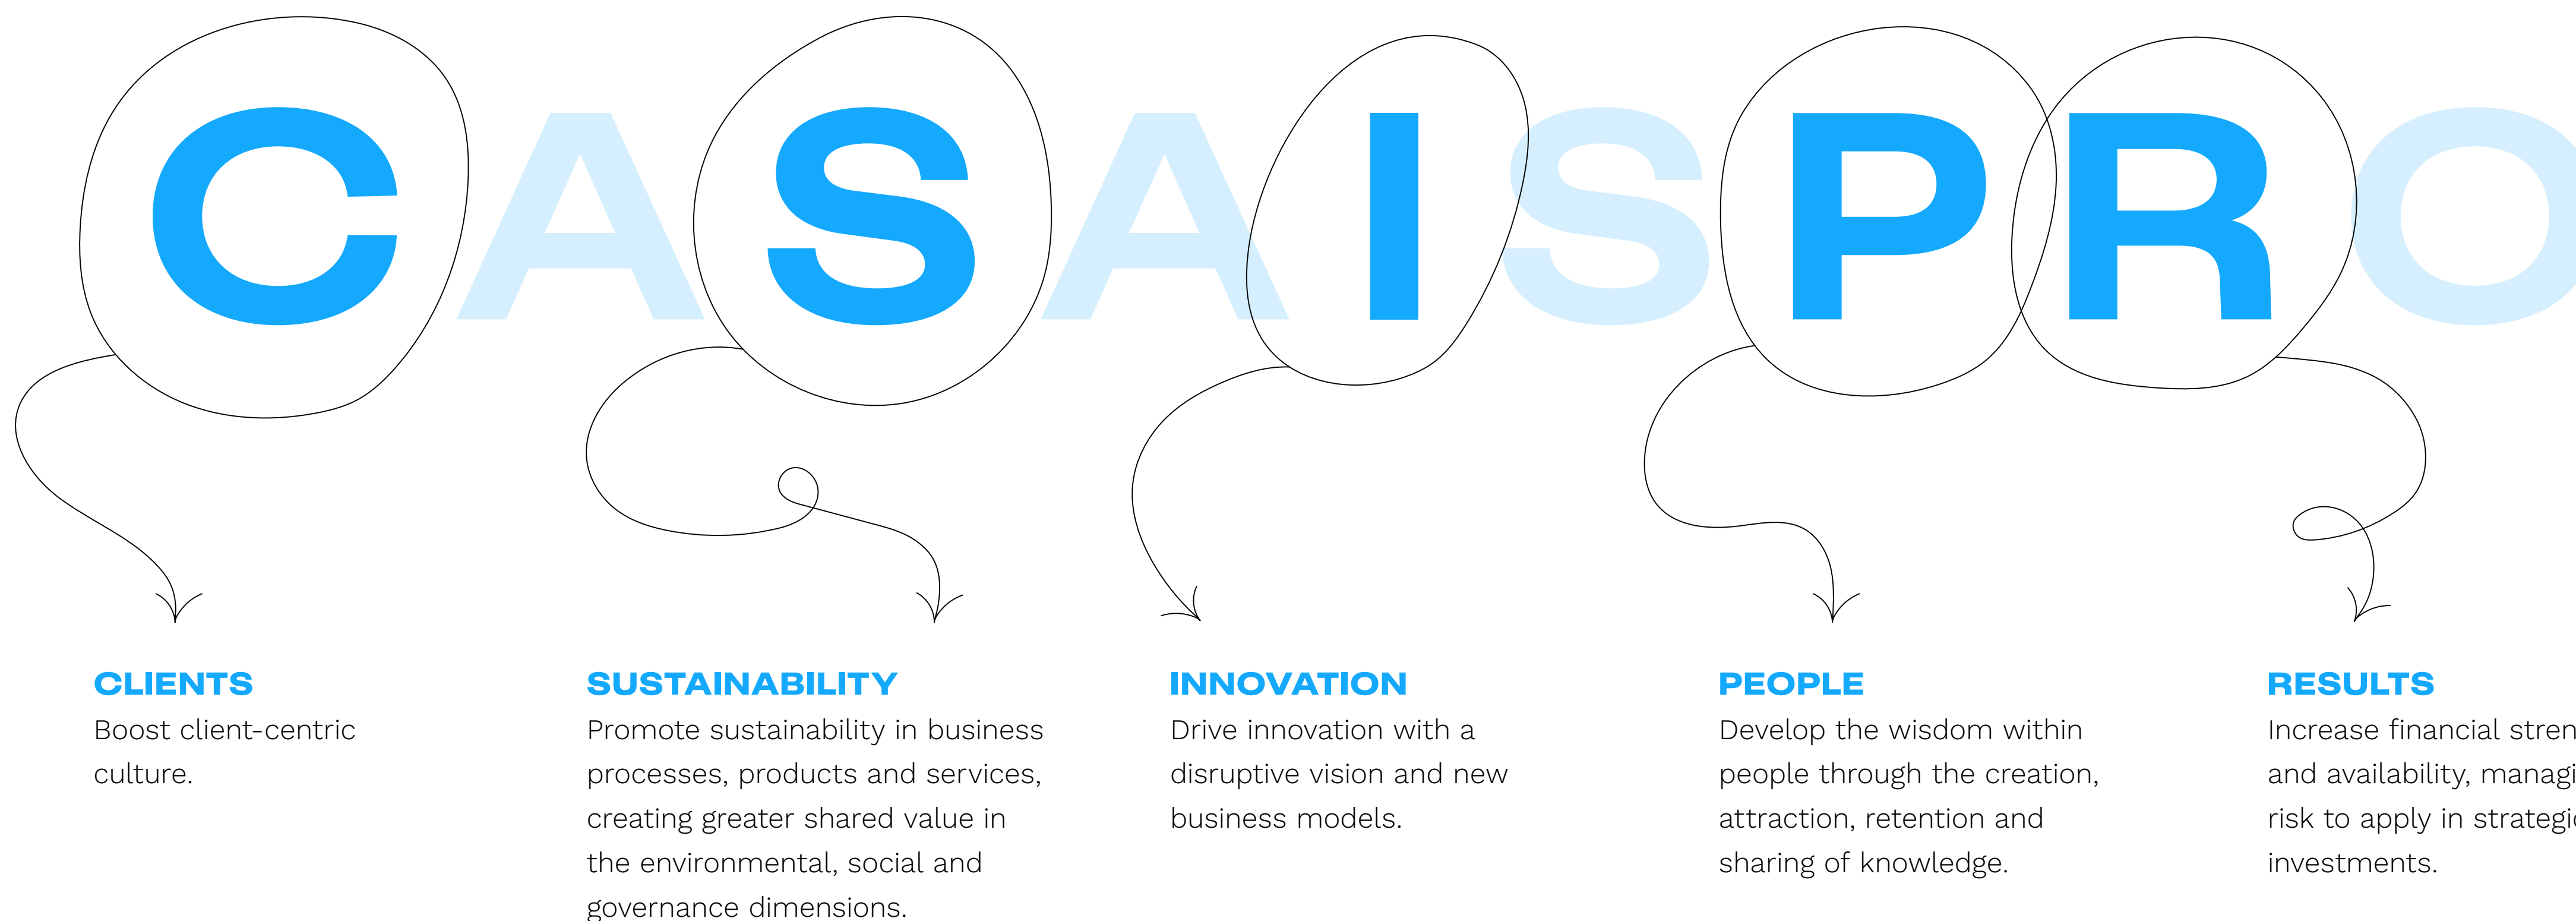 CASAISPRO
CLIENTS
Boost client-centric
culture.
SUSTAINABILITY
Promote sustainability in business
processes, products and services,
creating greater shared value in
the environmental, social and
governance dimensions.
INNOVATION
Drive innovation with a
disruptive vision and new
business models.
PEOPLE
Develop the wisdom within
people through the creation,
attraction, retention and
sharing of knowledge.
RESULTS
Increase financial
and availability,
risk to apply in
investments.